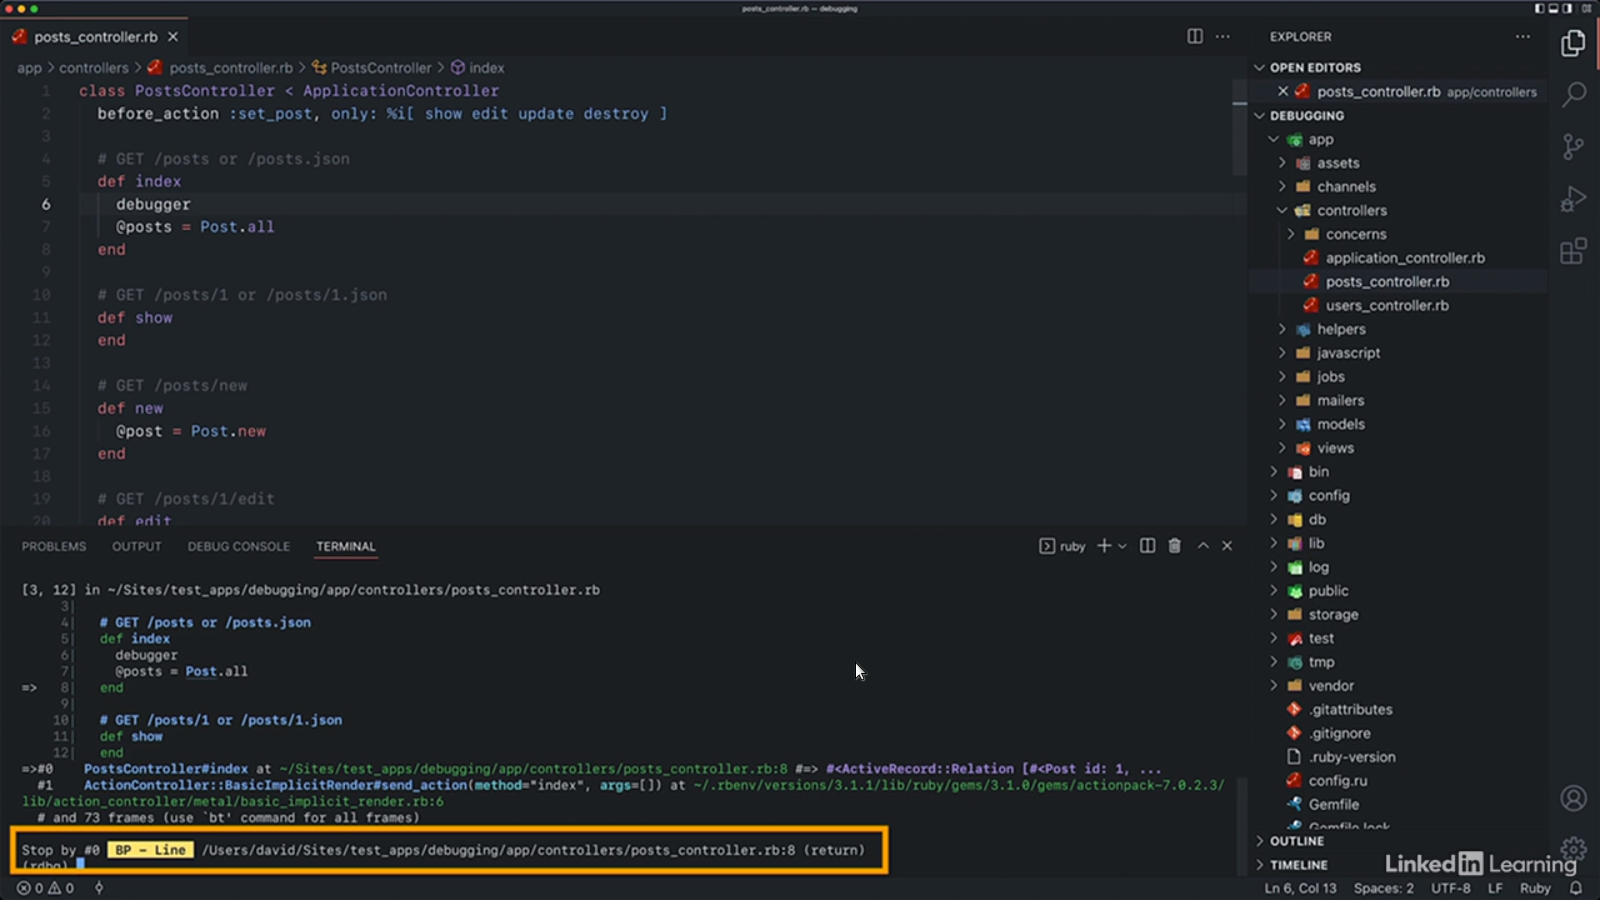 posts_controller.rb — debugging
posts_controller.rb
EXPLORER
app > controllers > posts_controller.rb > PostsController > index
OPEN EDITORS
posts_controller.rb app/controllers
DEBUGGING
app
assets
channels
controllers
concerns
application_controller.rb
posts_controller.rb
users_controller.rb
helpers
javascript
jobs
mailers
models
views
bin
config
db
lib
log
public
storage
test
tmp
vendor
.gitattributes
.gitignore
.ruby-version
config.ru
Gemfile
Gemfile.lock
OUTLINE
TIMELINE
1 class PostsController < ApplicationController
2 before_action :set_post, only: %i[ show edit update destroy ]
3
4 # GET /posts or /posts.json
5 def index
6 debugger
7 @posts = Post.all
8 end
9
10 # GET /posts/1 or /posts/1.json
11 def show
12 end
13
14 # GET /posts/new
15 def new
16 @post = Post.new
17 end
18
19 # GET /posts/1/edit
20 def edit
PROBLEMS OUTPUT DEBUG CONSOLE TERMINAL
ruby
[3, 12] in ~/Sites/test_apps/debugging/app/controllers/posts_controller.rb
3|
4| # GET /posts or /posts.json
5| def index
6| debugger
7| @posts = Post.all
=> 8| end
9|
10| # GET /posts/1 or /posts/1.json
11| def show
12| end
=>#0 PostsController#index at ~/Sites/test_apps/debugging/app/controllers/posts_controller.rb:8 #=> #<ActiveRecord::Relation [#<Post id: 1, ...
#1 ActionController::BasicImplicitRender#send_action(method="index", args=[]) at ~/.rbenv/versions/3.1.1/lib/ruby/gems/3.1.0/gems/actionpack-7.0.2.3/
lib/action_controller/metal/basic_implicit_render.rb:6
# and 73 frames (use `bt' command for all frames)
Stop by #0 BP - Line /Users/david/Sites/test_apps/debugging/app/controllers/posts_controller.rb:8 (return)
(rdbg)
LinkedIn Learning
0 0
Ln 6, Col 13 Spaces: 2 UTF-8 LF Ruby